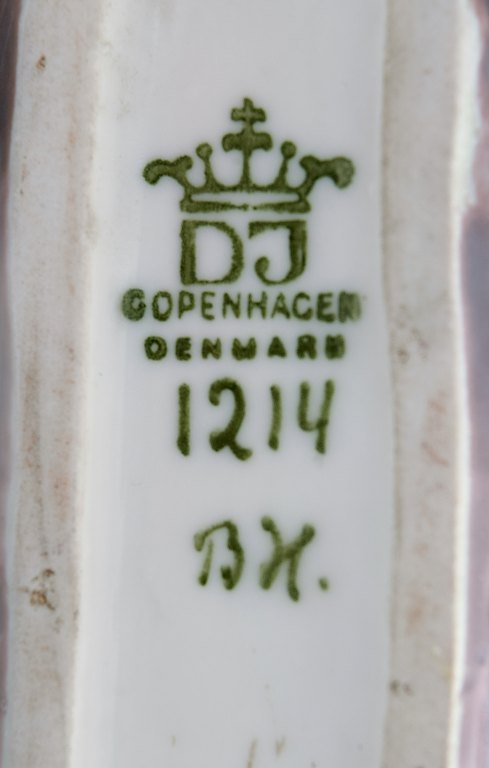 DJ
COPENHAGEN
DENMARK
1214
BH.